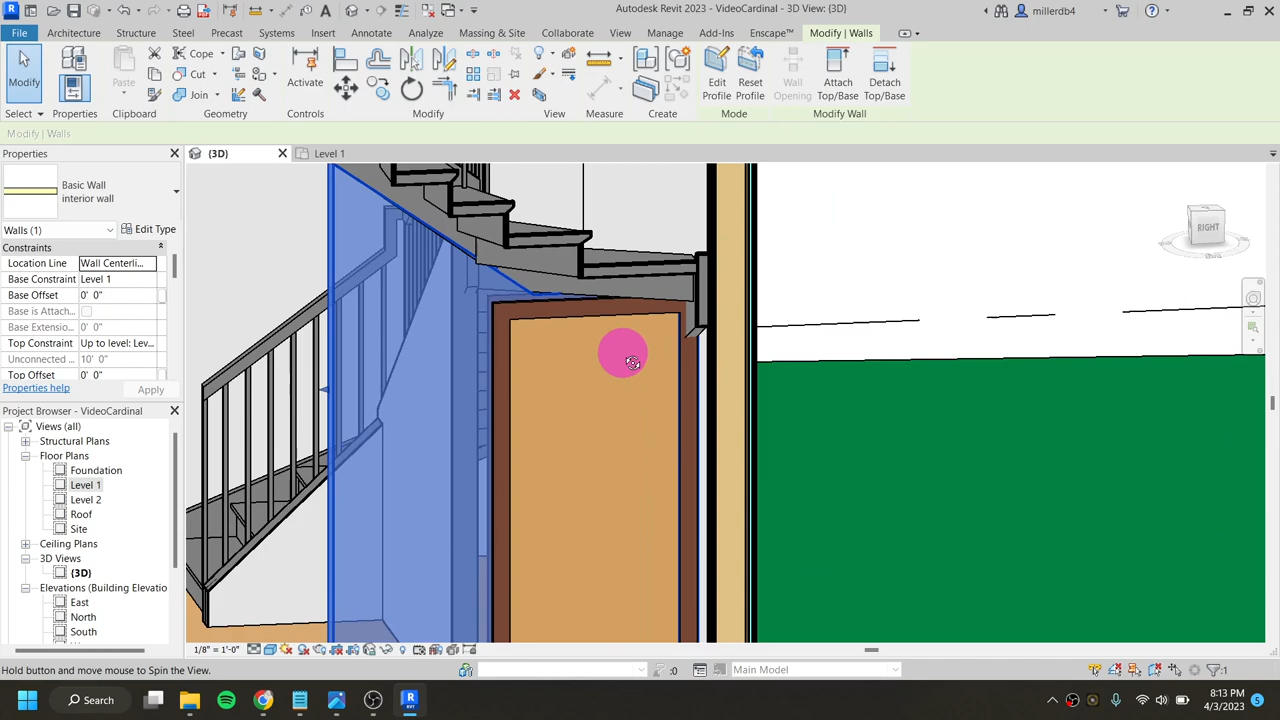 Autodesk Revit 2023 - VideoCardinal - 3D View: {3D}
millerdb4
File Architecture Structure Steel Precast Systems Insert Annotate Analyze Massing & Site Collaborate View Manage Add-Ins Enscape™ Modify | Walls
Modify
Paste
Cope
Cut
Join
Activate
Edit Profile
Reset Profile
Wall Opening
Attach Top/Base
Detach Top/Base
Select
Properties
Clipboard
Geometry
Controls
Modify
View
Measure
Create
Mode
Modify Wall
Modify | Walls
Properties
{3D}
Level 1
Basic Wall
interior wall
Walls (1)
Edit Type
Constraints
Location Line Wall Centerli...
Base Constraint Level 1
Base Offset 0' 0"
Base is Attach...
Base Extension...
Top Constraint Up to level: Lev...
Unconnected ... 10' 0"
Top Offset 0' 0"
Properties help
Apply
RIGHT
Project Browser - VideoCardinal
Views (all)
Structural Plans
Floor Plans
Foundation
Level 1
Level 2
Roof
Site
Ceiling Plans
3D Views
{3D}
Elevations (Building Elevatio
East
North
South
1/8" = 1'-0"
Hold button and move mouse to Spin the View.
:0
Main Model
:1
Search
8:13 PM
4/3/2023
5